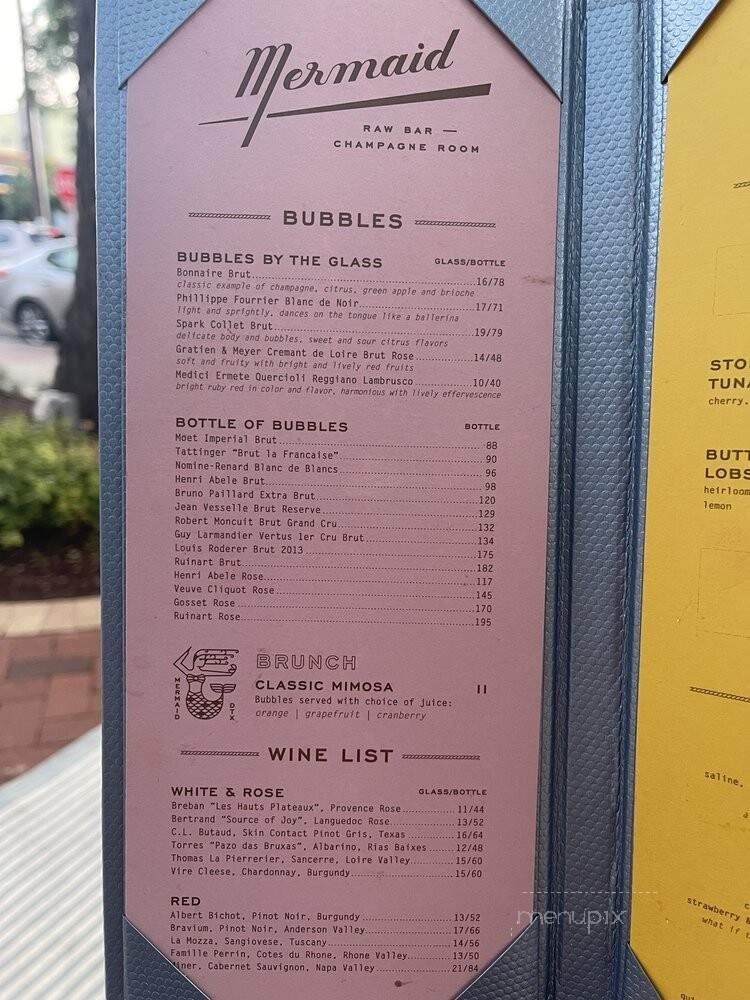 Mermaid
RAW BAR —
CHAMPAGNE ROOM
BUBBLES
BUBBLES BY THE GLASS GLASS/BOTTLE
Bonnaire Brut 16/78
classic example of champagne, citrus, green apple and brioche
Phillippe Fourrier Blanc de Noir 17/71
light and sprightly, dances on the tongue like a ballerina
Spark Collet Brut 19/79
delicate body and bubbles, sweet and sour citrus flavors
Gratien & Meyer Cremant de Loire Brut Rose 14/48
soft and fruity with bright and lively red fruits
Medici Ermete Quercioli Reggiano Lambrusco 10/40
bright ruby red in color and flavor, harmonious with lively effervescence
BOTTLE OF BUBBLES BOTTLE
Moet Imperial Brut 88
Tattinger "Brut la Francaise" 90
Nomine-Renard Blanc de Blancs 96
Henri Abele Brut 98
Bruno Paillard Extra Brut 120
Jean Vesselle Brut Reserve 129
Robert Moncuit Brut Grand Cru 132
Guy Larmandier Vertus 1er Cru Brut 134
Louis Roderer Brut 2013 175
Ruinart Brut 182
Henri Abele Rose 117
Veuve Cliquot Rose 145
Gosset Rose 170
Ruinart Rose 195
MERMAID
DTX
BRUNCH
CLASSIC MIMOSA 11
Bubbles served with choice of juice:
orange | grapefruit | cranberry
WINE LIST
WHITE & ROSE GLASS/BOTTLE
Breban "Les Hauts Plateaux", Provence Rose 11/44
Bertrand "Source of Joy", Languedoc Rose 13/52
C.L. Butaud, Skin Contact Pinot Gris, Texas 16/64
Torres "Pazo das Bruxas", Albarino, Rias Baixes 12/48
Thomas La Pierrerier, Sancerre, Loire Valley 15/60
Vire Cleese, Chardonnay, Burgundy 15/60
RED
Albert Bichot, Pinot Noir, Burgundy 13/52
Bravium, Pinot Noir, Anderson Valley 17/66
La Mozza, Sangiovese, Tuscany 14/56
Famille Perrin, Cotes du Rhone, Rhone Valley 13/50
Miner, Cabernet Sauvignon, Napa Valley 21/84
STO
TUNA
cherry,
BUTT
LOBS
heirloom
lemon
saline,
strawberry &
what if t
menupix